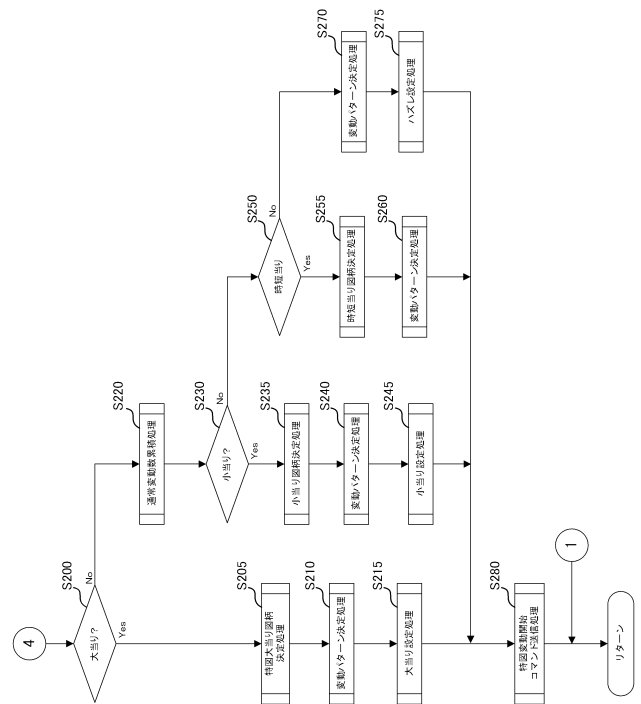 4
S200
大当り?
No
Yes
S205
特図大当り図柄
決定処理
S210
変動パターン決定処理
S215
大当り設定処理
S220
通常変動数累積処理
S230
小当り?
No
Yes
S235
小当り図柄決定処理
S240
変動パターン決定処理
S245
小当り設定処理
S250
時短当り
No
Yes
S255
時短当り図柄決定処理
S260
変動パターン決定処理
S270
変動パターン決定処理
S275
ハズレ設定処理
S280
特図変動開始
コマンド送信処理
1
リターン